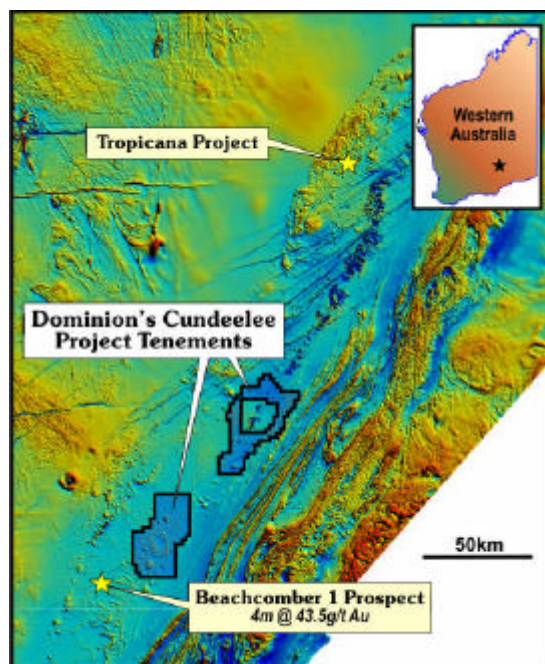 Western
Australia
Tropicana Project
Dominion's Cundeelee
Project Tenements
50km
Beachcomber 1 Prospect
4m @ 43.5g/t Au